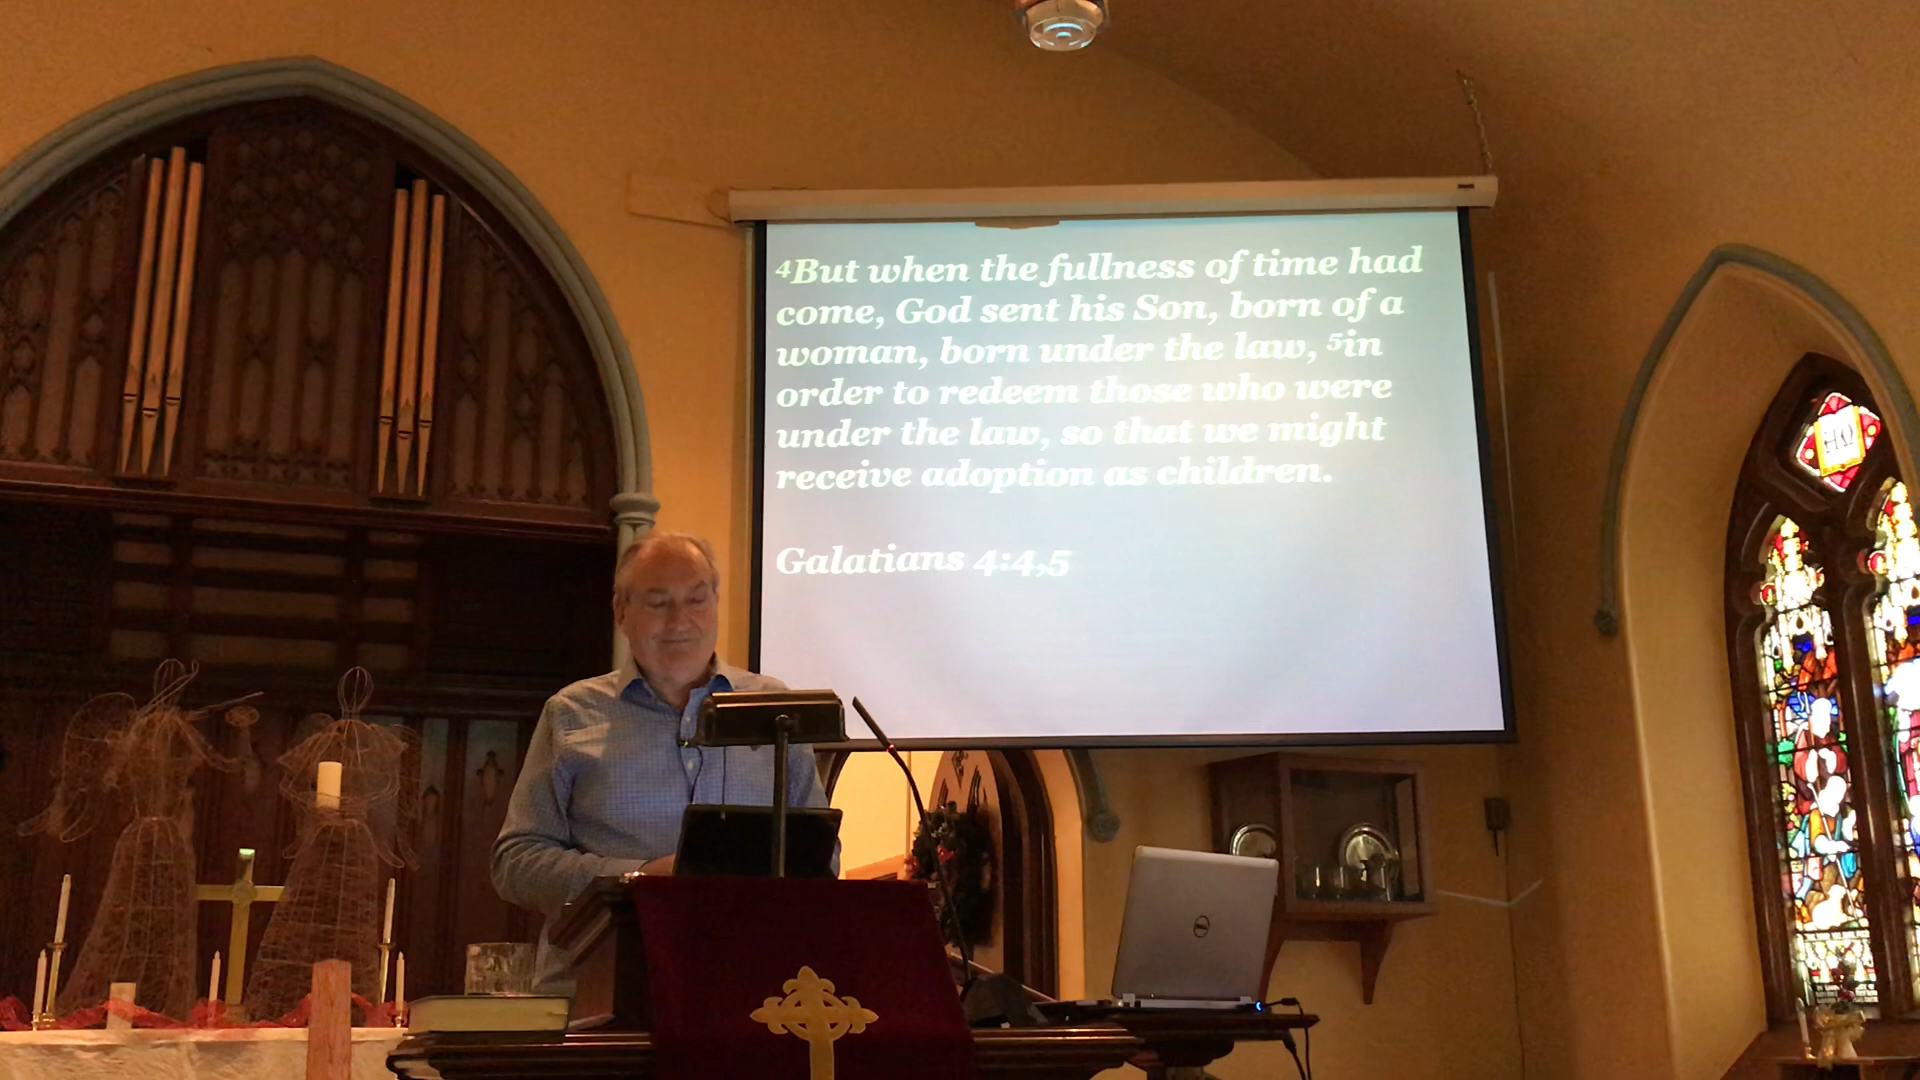 ⁴But when the fullness of time had
come, God sent his Son, born of a
woman, born under the law, ⁵in
order to redeem those who were
under the law, so that we might
receive adoption as children.
Galatians 4:4,5
DELL